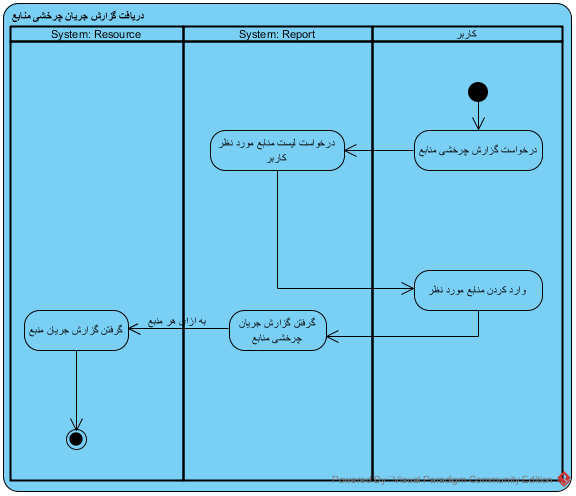 دریافت گزارش جریان چرخشی منابع
کاربر
System: Report
System: Resource
درخواست گزارش چرخشی منابع
درخواست لیست منابع مورد نظر
کاربر
وارد کردن منابع مورد نظر
گرفتن گزارش جریان
چرخشی منابع
به ازای هر منبع
گرفتن گزارش جریان منبع
Powered By Visual Paradigm Community Edition